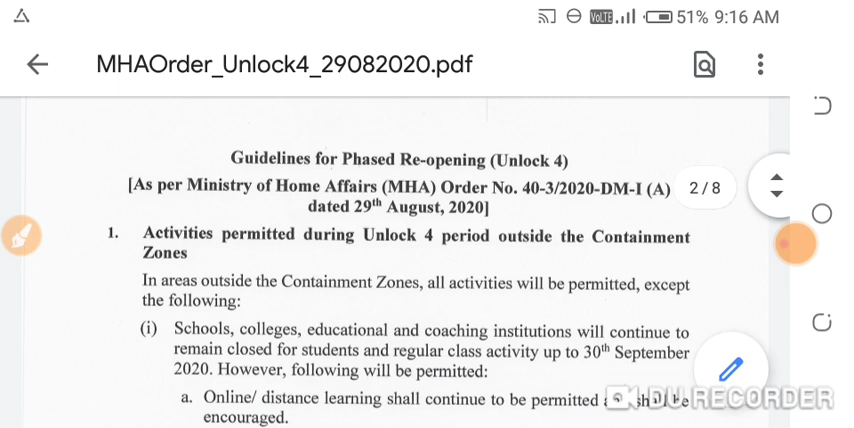 VoLTE 51% 9:16 AM
MHAOrder_Unlock4_29082020.pdf
Guidelines for Phased Re-opening (Unlock 4)
[As per Ministry of Home Affairs (MHA) Order No. 40-3/2020-DM-I (A)
2/8
dated 29th August, 2020]
1. Activities permitted during Unlock 4 period outside the Containment
Zones
In areas outside the Containment Zones, all activities will be permitted, except
the following:
(i) Schools, colleges, educational and coaching institutions will continue to
remain closed for students and regular class activity up to 30th September
2020. However, following will be permitted:
a. Online/ distance learning shall continue to be permitted shall be
encouraged.
DU RECORDER